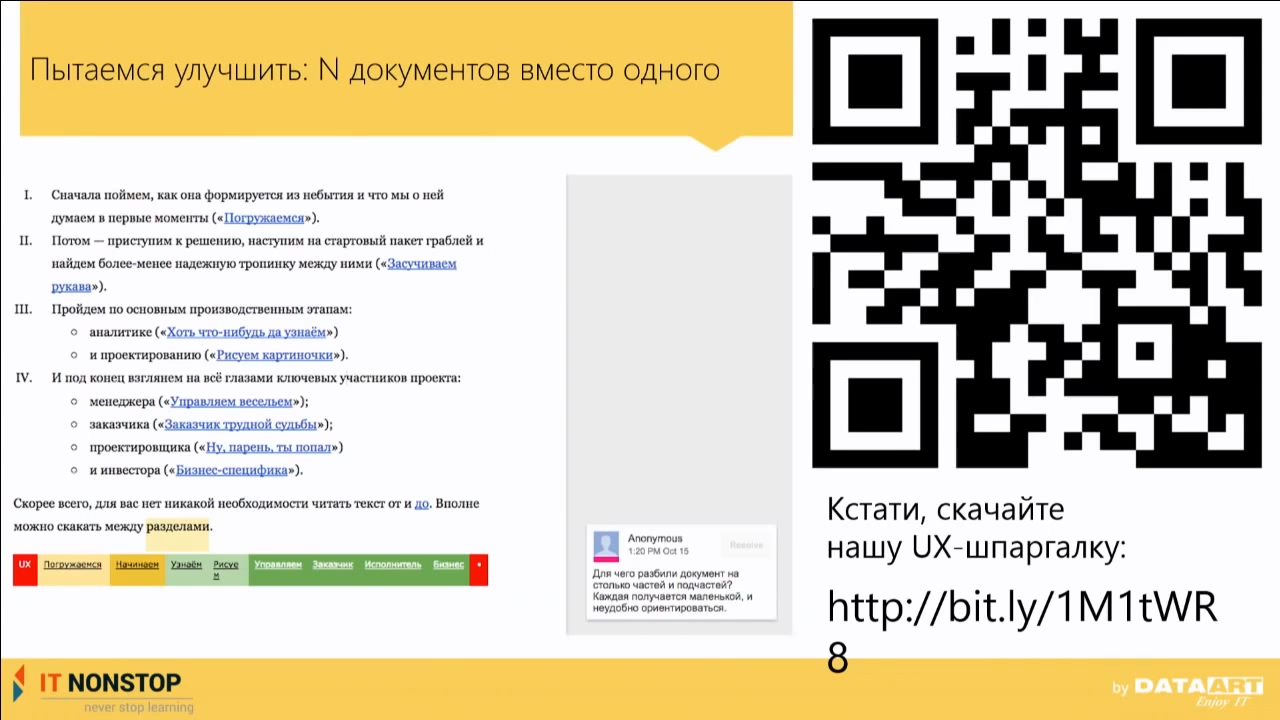 Пытаемся улучшить: N документов вместо одного
I. Сначала поймем, как она формируется из небытия и что мы о ней
думаем в первые моменты («Погружаемся»).
II. Потом — приступим к решению, наступим на стартовый пакет граблей и
найдем более-менее надежную тропинку между ними («Засучиваем
рукава»).
III. Пройдем по основным производственным этапам:
○ аналитике («Хоть что-нибудь да узнаём»)
○ и проектированию («Рисуем картиночки»).
IV. И под конец взглянем на всё глазами ключевых участников проекта:
○ менеджера («Управляем весельем»);
○ заказчика («Заказчик трудной судьбы»);
○ проектировщика («Ну, парень, ты попал»)
○ и инвестора («Бизнес-специфика»).
Скорее всего, для вас нет никакой необходимости читать текст от и до. Вполне
можно скакать между разделами.
UX Погружаемся Начинаем Узнаём Рисуе
м Управляем Заказчик Исполнитель Бизнес
Anonymous
1:20 PM Oct 15
Resolve
Для чего разбили документ на
столько частей и подчастей?
Каждая получается маленькой, и
неудобно ориентироваться.
Кстати, скачайте
нашу UX-шпаргалку:
http://bit.ly/1M1tWR
8
IT NONSTOP
never stop learning
by DATAART
Enjoy IT